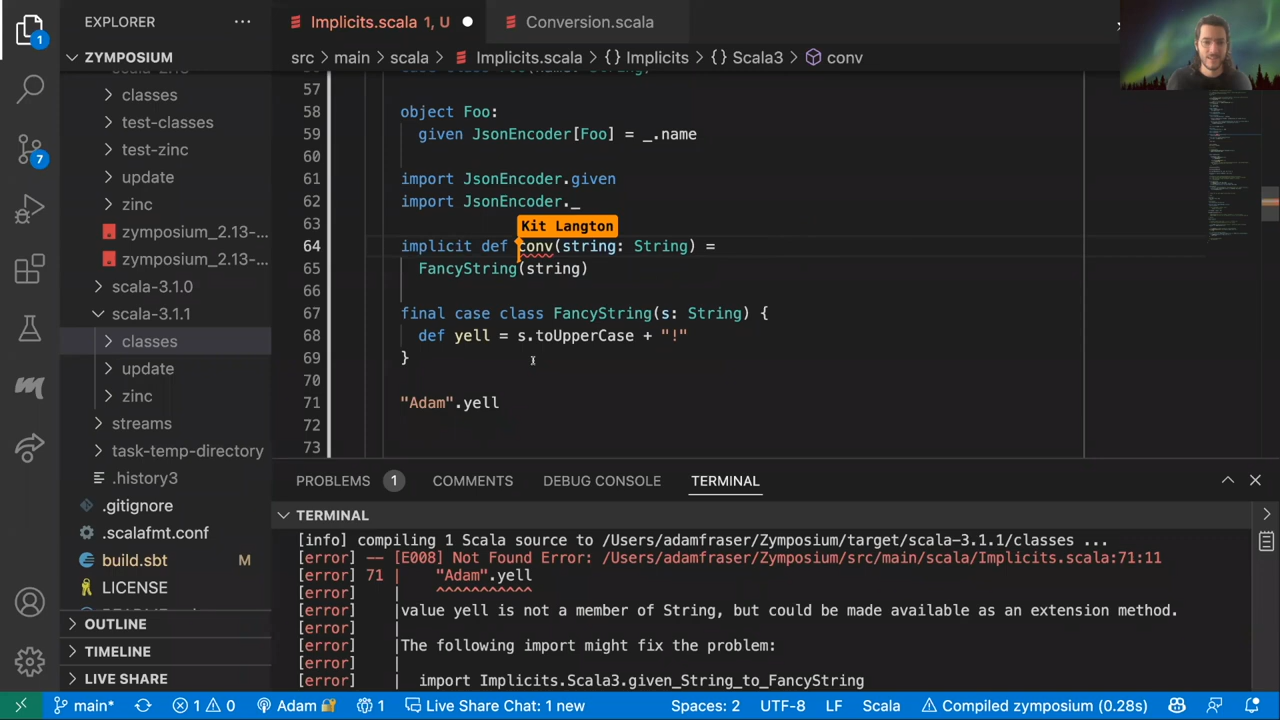 EXPLORER
Implicits.scala 1, U
Conversion.scala
ZYMPOSIUM
src > main > scala > Implicits.scala > {} Implicits > {} Scala3 > conv
classes
test-classes
test-zinc
update
zinc
zymposium_2.13-...
zymposium_2.13-...
scala-3.1.0
scala-3.1.1
classes
update
zinc
streams
task-temp-directory
.history3
.gitignore
.scalafmt.conf
build.sbt M
LICENSE
OUTLINE
TIMELINE
LIVE SHARE
1
7
57
58 object Foo:
59 given JsonEncoder[Foo] = _.name
60
61 import JsonEncoder.given
62 import JsonEncoder._
63
Kit Langton
64 implicit def conv(string: String) =
65 FancyString(string)
66
67 final case class FancyString(s: String) {
68 def yell = s.toUpperCase + "!"
69 }
70
71 "Adam".yell
72
73
PROBLEMS 1 COMMENTS DEBUG CONSOLE TERMINAL
TERMINAL
[info] compiling 1 Scala source to /Users/adamfraser/Zymposium/target/scala-3.1.1/classes ...
[error] -- [E008] Not Found Error: /Users/adamfraser/Zymposium/src/main/scala/Implicits.scala:71:11
[error] 71 | "Adam".yell
[error] | ^^^^^^^^^^^
[error] |value yell is not a member of String, but could be made available as an extension method.
[error] |
[error] |The following import might fix the problem:
[error] |
[error] | import Implicits.Scala3.given_String_to_FancyString
main* 1 0 Adam 1 Live Share Chat: 1 new Spaces: 2 UTF-8 LF Scala Compiled zymposium (0.28s)